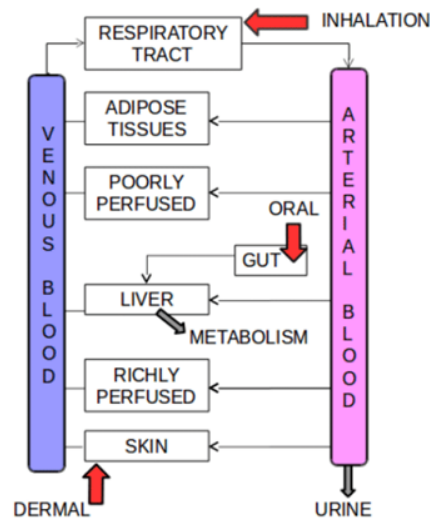 INHALATION
RESPIRATORY
TRACT
VENOUS BLOOD
ARTERIAL BLOOD
ADIPOSE
TISSUES
POORLY
PERFUSED
ORAL
GUT
LIVER
METABOLISM
RICHLY
PERFUSED
SKIN
DERMAL
URINE